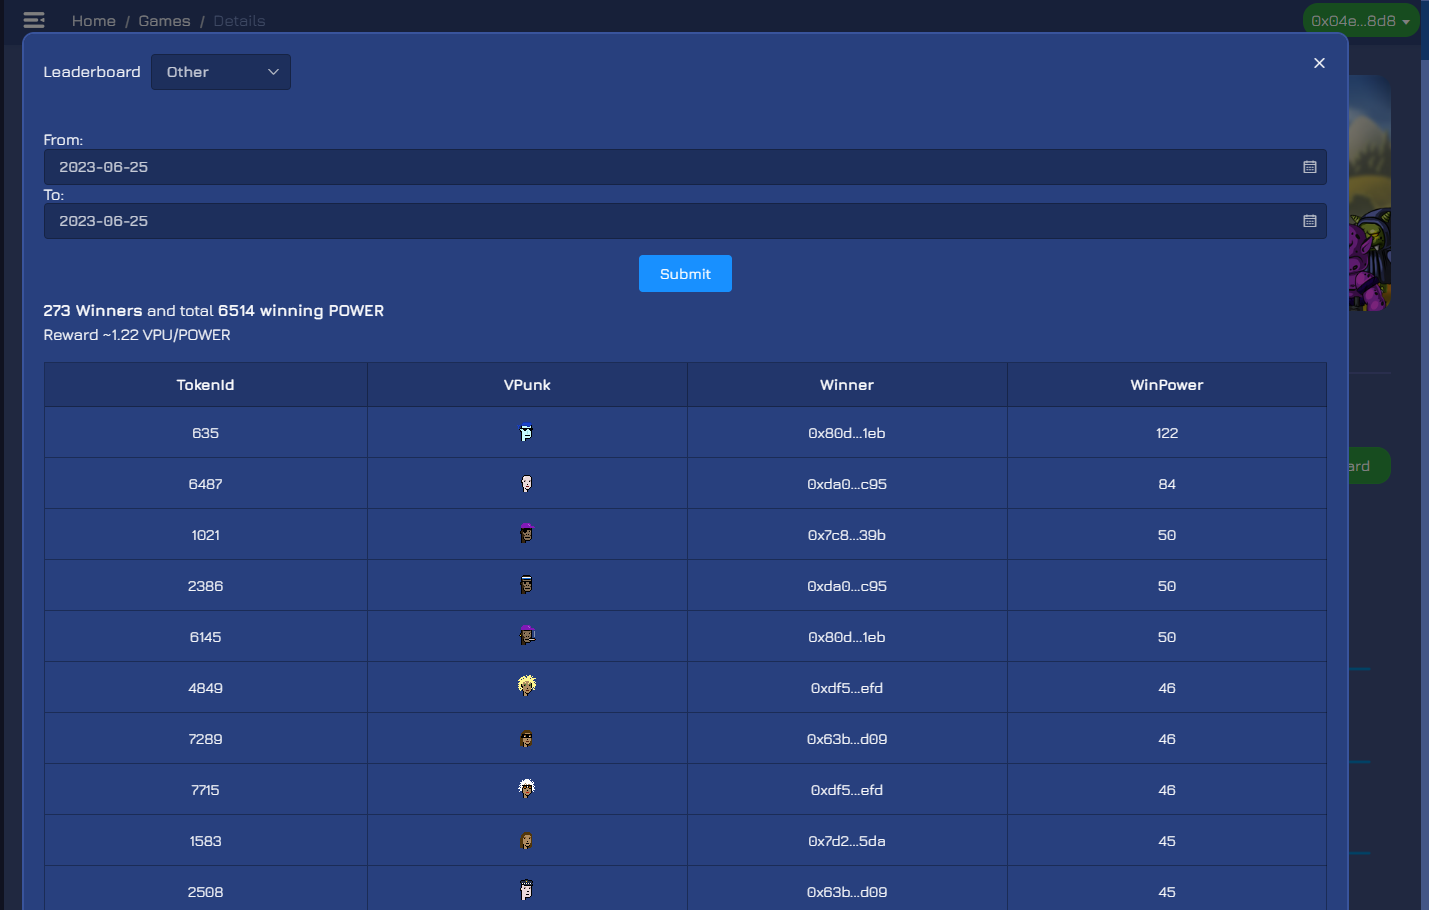 Home / Games / Details
0x04e...8d8
Leaderboard Other
From:
2023-06-25
To:
2023-06-25
Submit
273 Winners and total 6514 winning POWER
Reward ~1.22 VPU/POWER
TokenId VPunk Winner WinPower
635 0x80d...1eb 122
6487 0xda0...c95 84
ard
1021 0x7c8...39b 50
2386 0xda0...c95 50
6145 0x80d...1eb 50
4849 0xdf5...efd 46
7289 0x63b...d09 46
7715 0xdf5...efd 46
1583 0x7d2...5da 45
2508 0x63b...d09 45